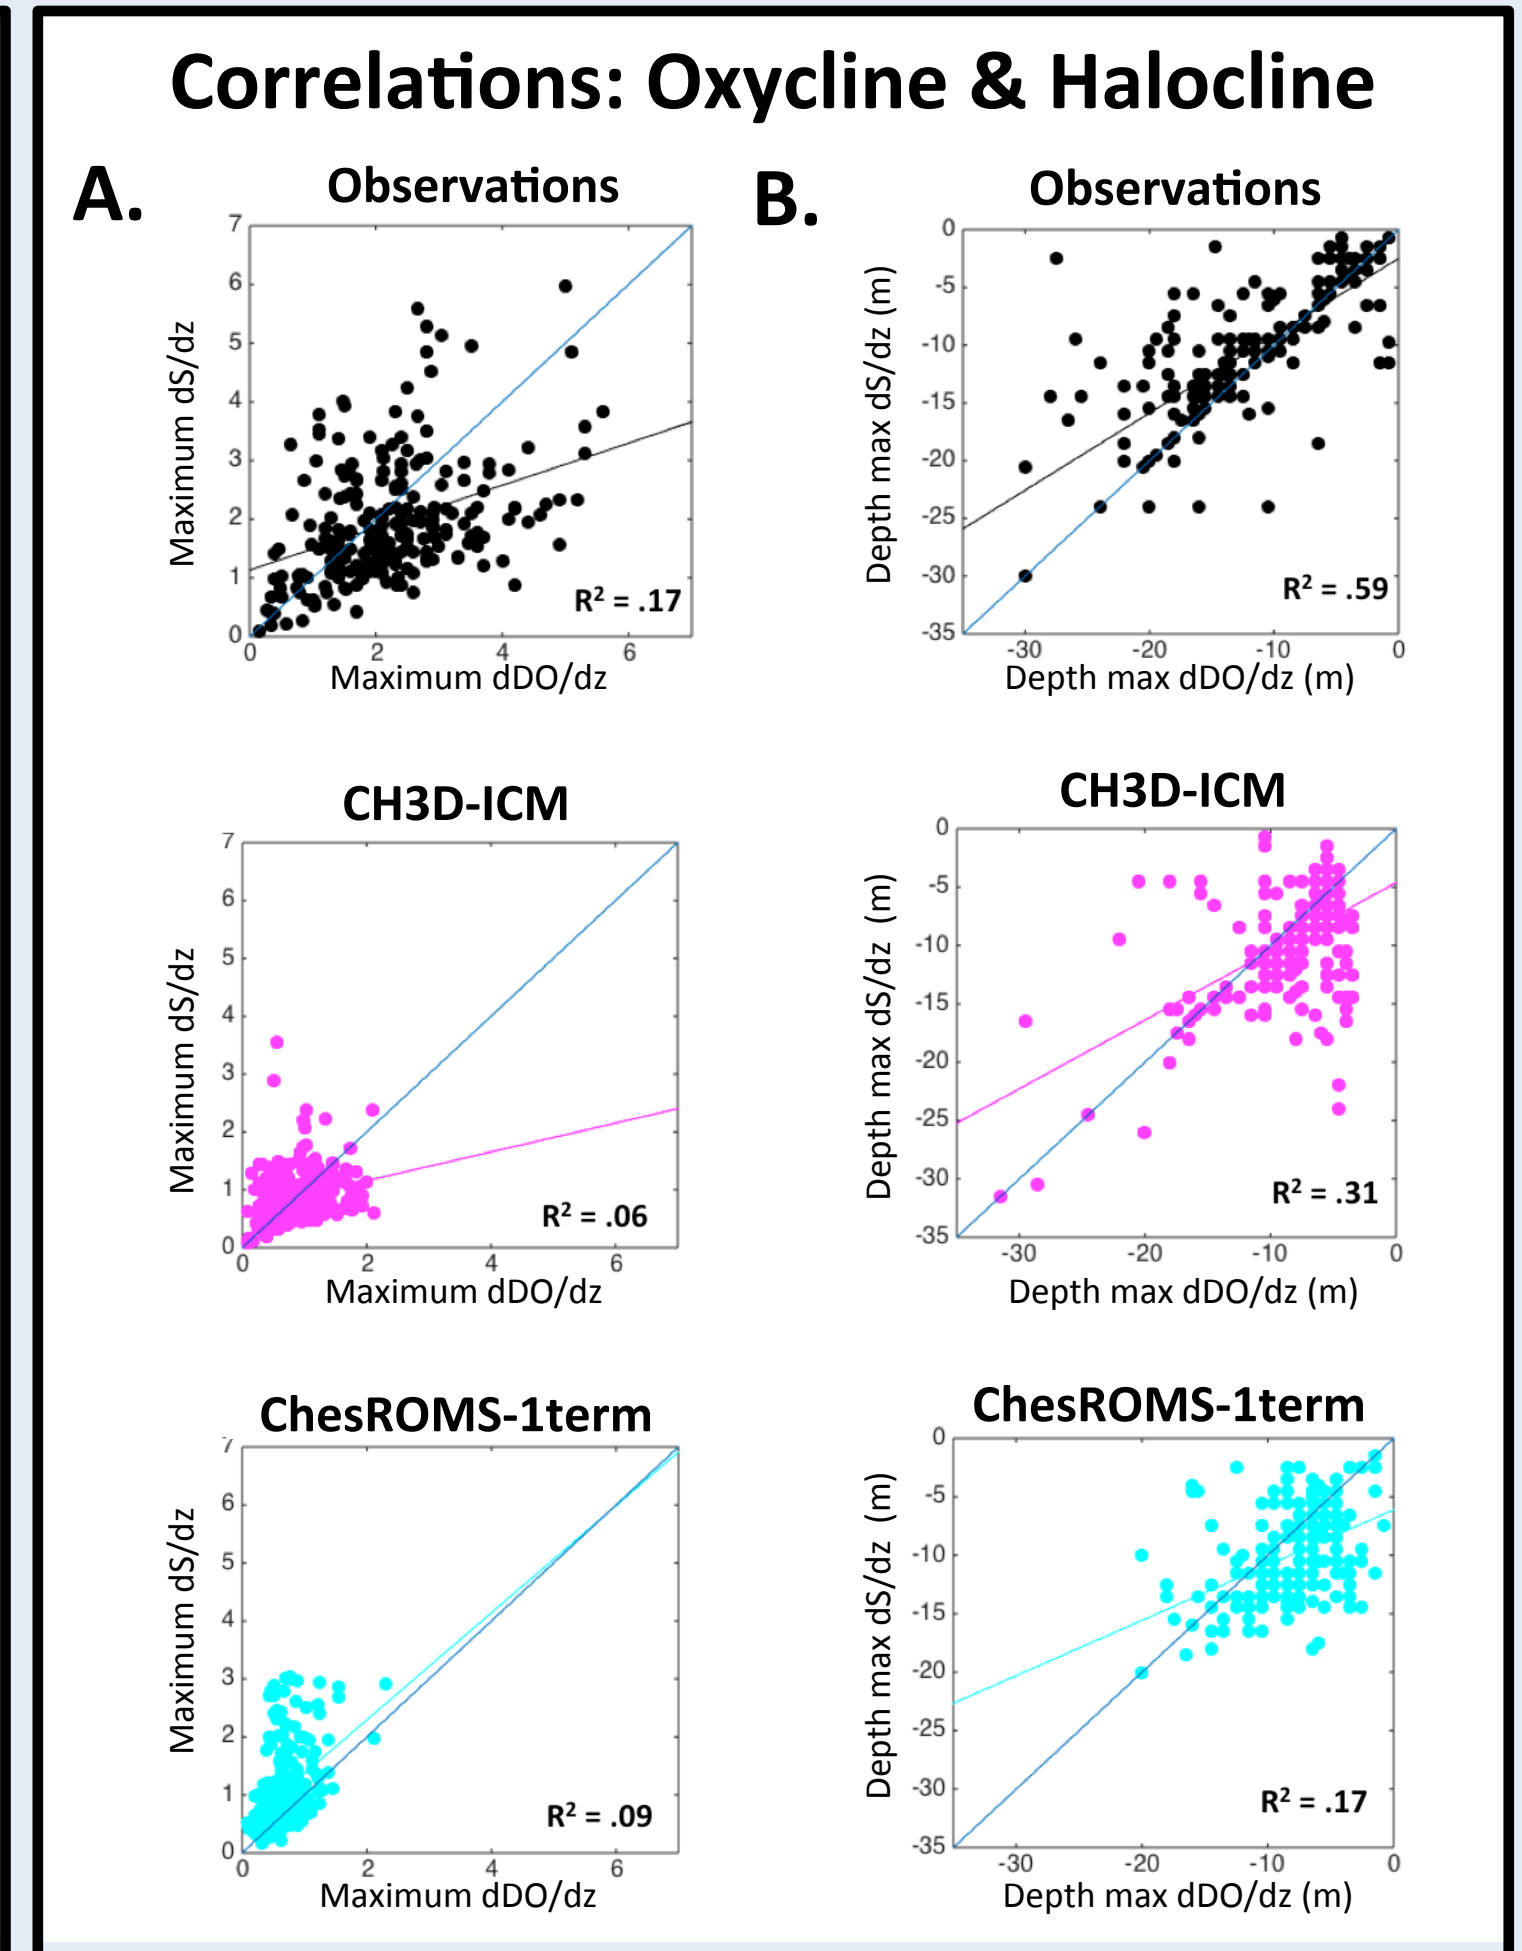 Correlations: Oxycline & Halocline
A.
Observations
Maximum dS/dz
7
6
5
4
3
2
1
0
0 2 4 6
R² = .17
Maximum dDO/dz
B.
Observations
Depth max dS/dz (m)
0
-5
-10
-15
-20
-25
-30
-35
-30 -20 -10 0
R² = .59
Depth max dDO/dz (m)
CH3D-ICM
Maximum dS/dz
7
6
5
4
3
2
1
0
0 2 4 6
R² = .06
Maximum dDO/dz
CH3D-ICM
Depth max dS/dz (m)
0
-5
-10
-15
-20
-25
-30
-35
-30 -20 -10 0
R² = .31
Depth max dDO/dz (m)
ChesROMS-1term
Maximum dS/dz
7
6
5
4
3
2
1
0
0 2 4 6
R² = .09
Maximum dDO/dz
ChesROMS-1term
Depth max dS/dz (m)
0
-5
-10
-15
-20
-25
-30
-35
-30 -20 -10 0
R² = .17
Depth max dDO/dz (m)